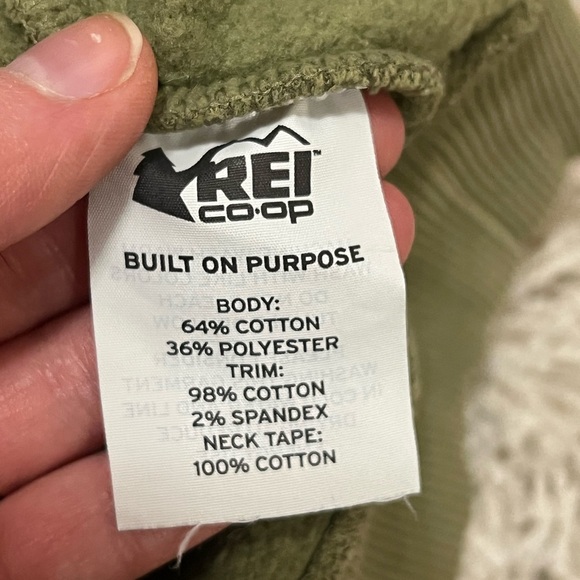 REI™
CO·OP
BUILT ON PURPOSE
BODY:
64% COTTON
36% POLYESTER
TRIM:
98% COTTON
2% SPANDEX
NECK TAPE:
100% COTTON